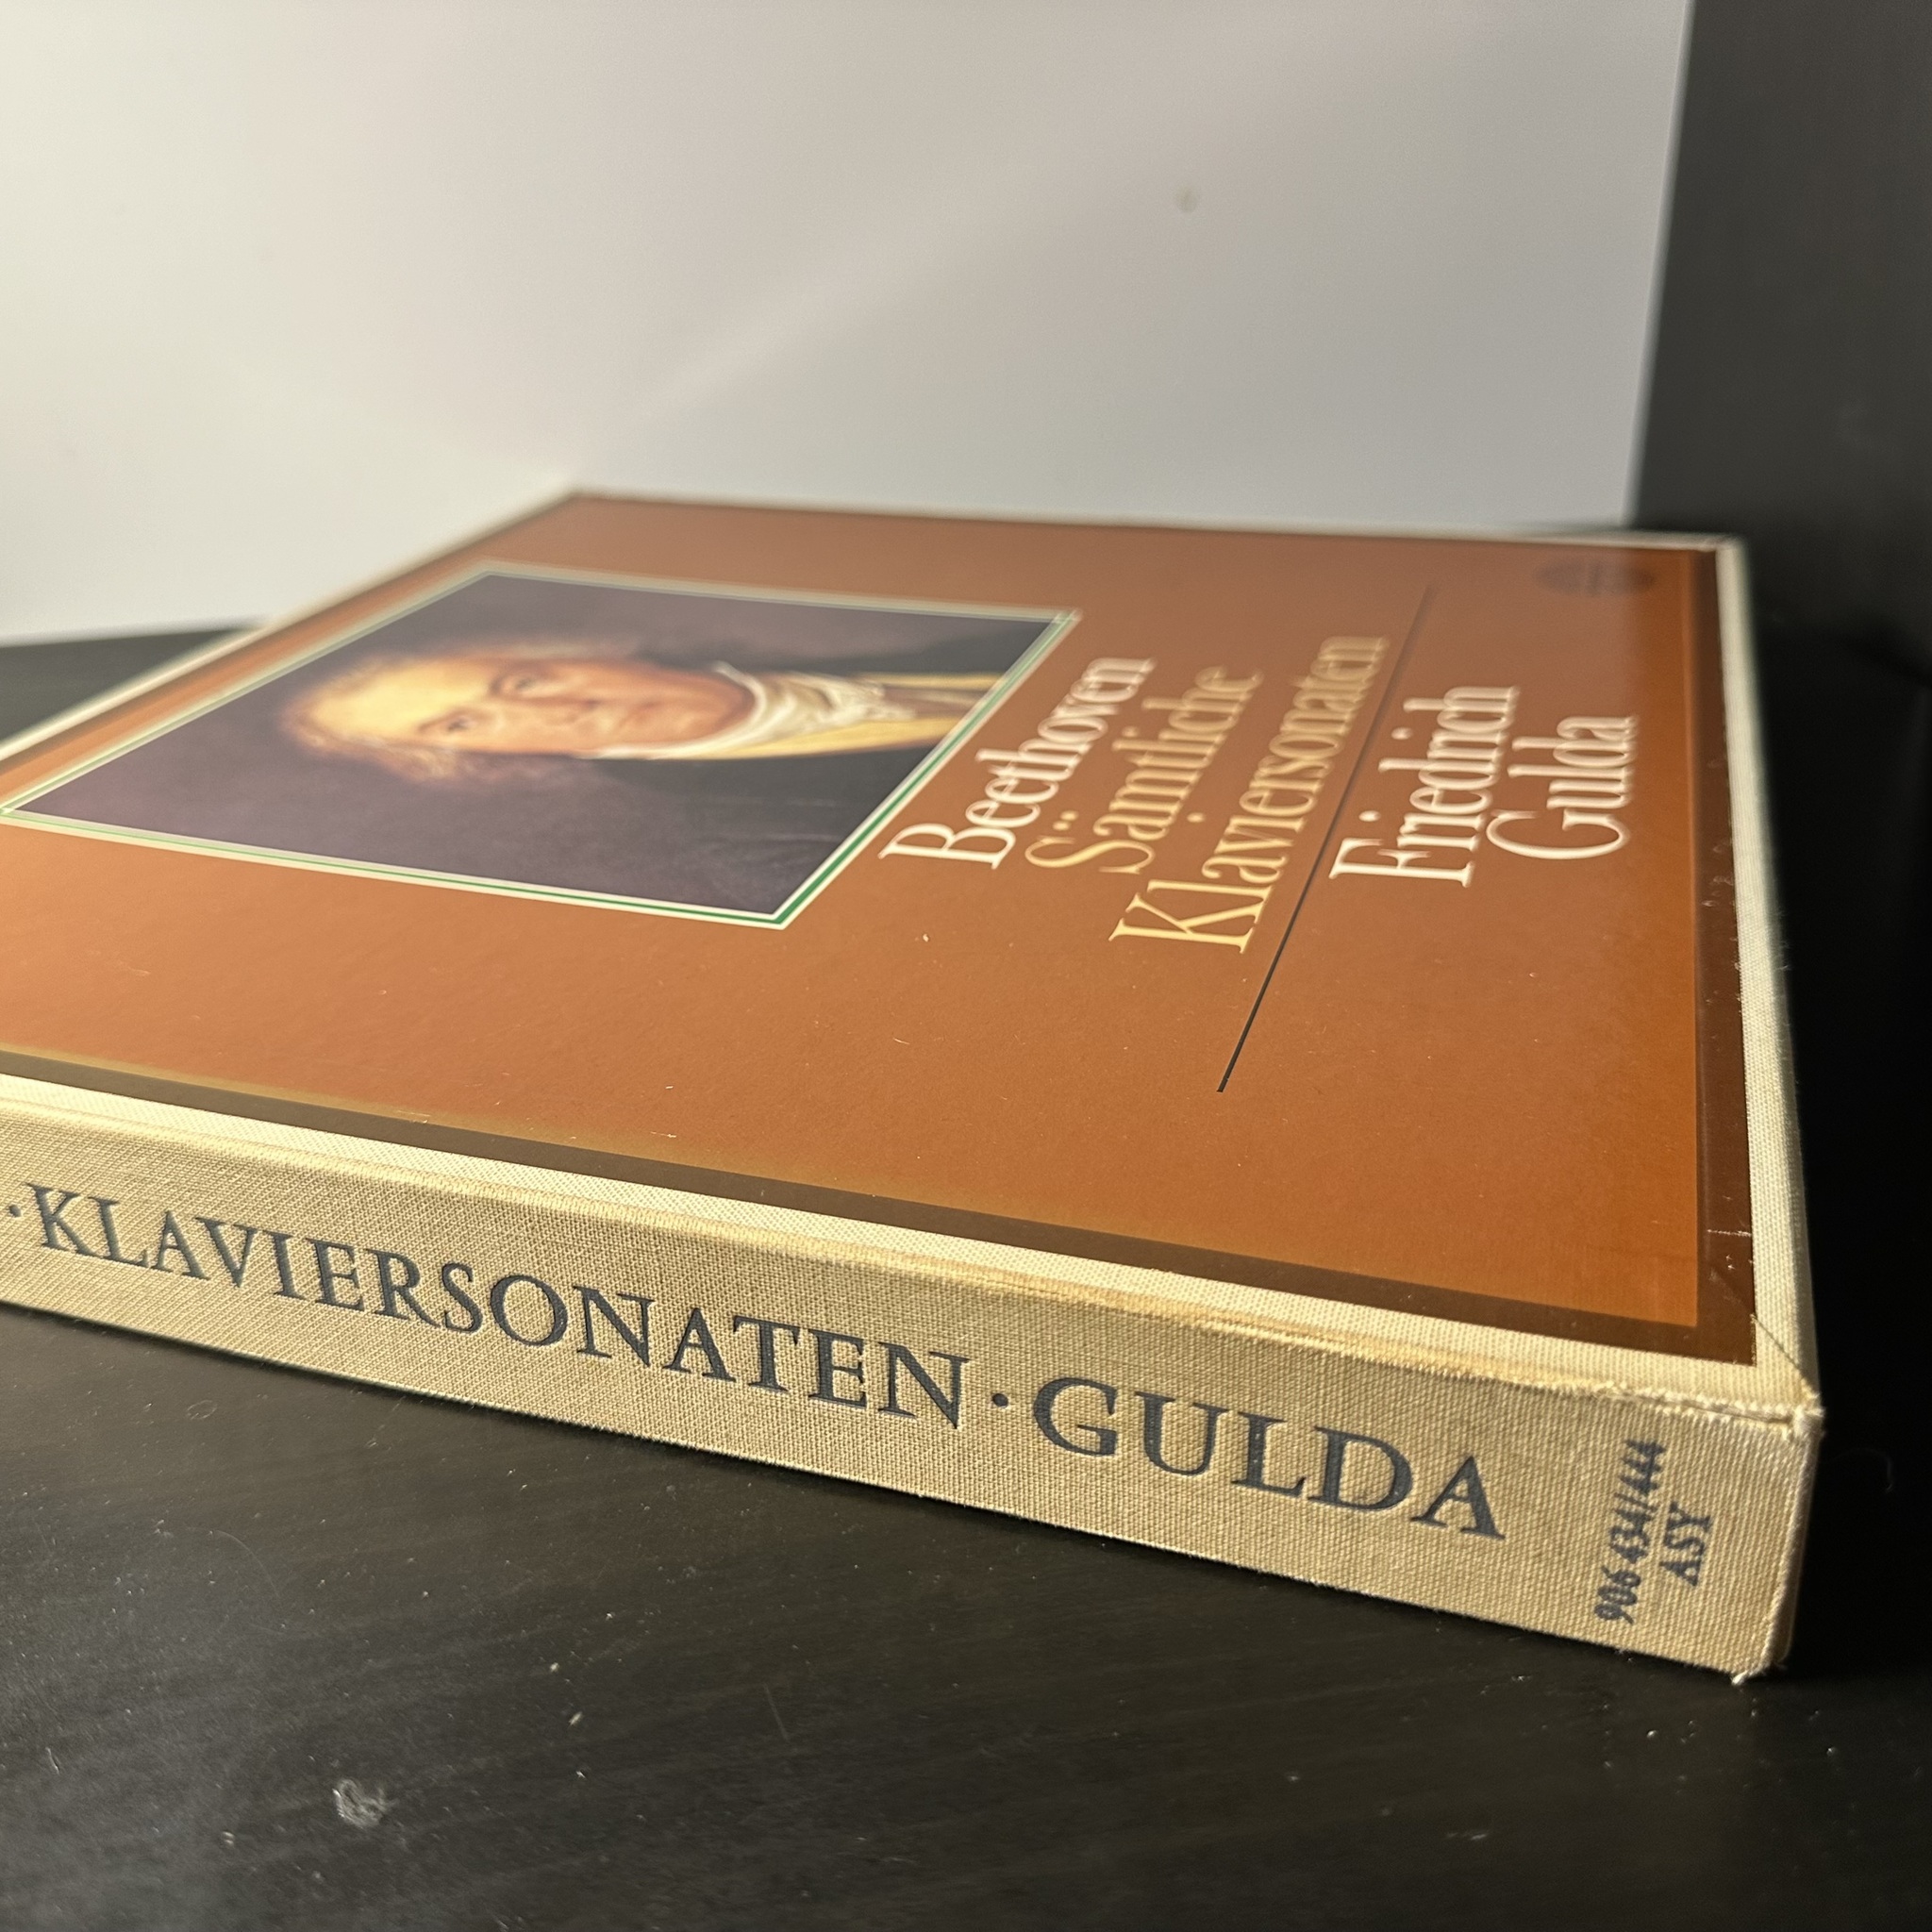 Beethoven
Sämtliche
Klaviersonaten
Friedrich
Gulda
·KLAVIERSONATEN·GULDA
906 434/444
ASY